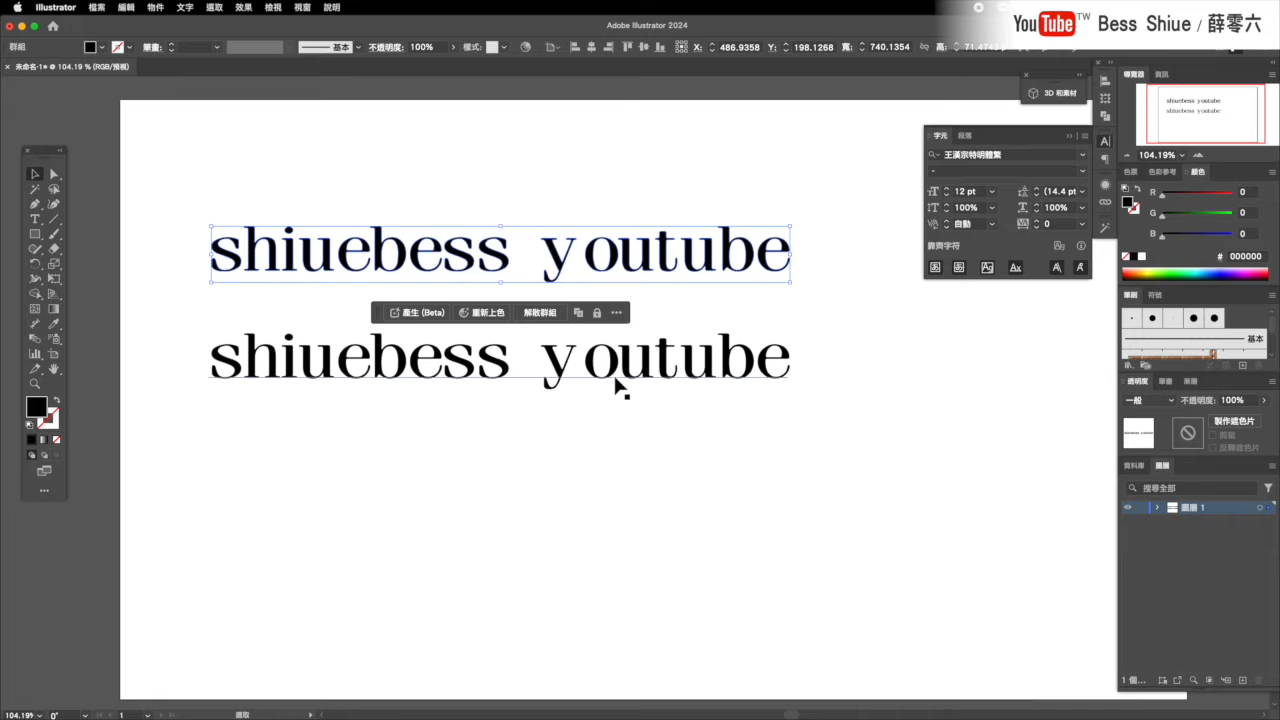 Illustrator 檔案 編輯 物件 文字 選取 效果 檢視 視窗 說明
Adobe Illustrator 2024
YouTube TW Bess Shiue / 薛零六
群組 筆畫: 基本 不透明度: 100% 樣式: X: 486.9358 Y: 198.1268 寬: 740.1354 高: 71.4743
未命名-1* @ 104.19 % (RGB/預視)
3D 和素材
導覽器 資訊
shiuebess youtube
shiuebess youtube
104.19%
字元 段落
王漢宗特明體繁
-
12 pt (14.4 pt)
100% 100%
自動 0
靠齊字符
色票 色彩參考 顏色
R 0
G 0
B 0
# 000000
筆刷 符號
基本
shiuebess youtube
產生 (Beta) 重新上色 解散群組
shiuebess youtube
透明度 筆畫 漸層
一般 不透明度: 100%
製作遮色片
剪裁
反轉遮色片
資料庫 圖層
搜尋全部
圖層 1
1 個...
104.19% 0° 1 選取